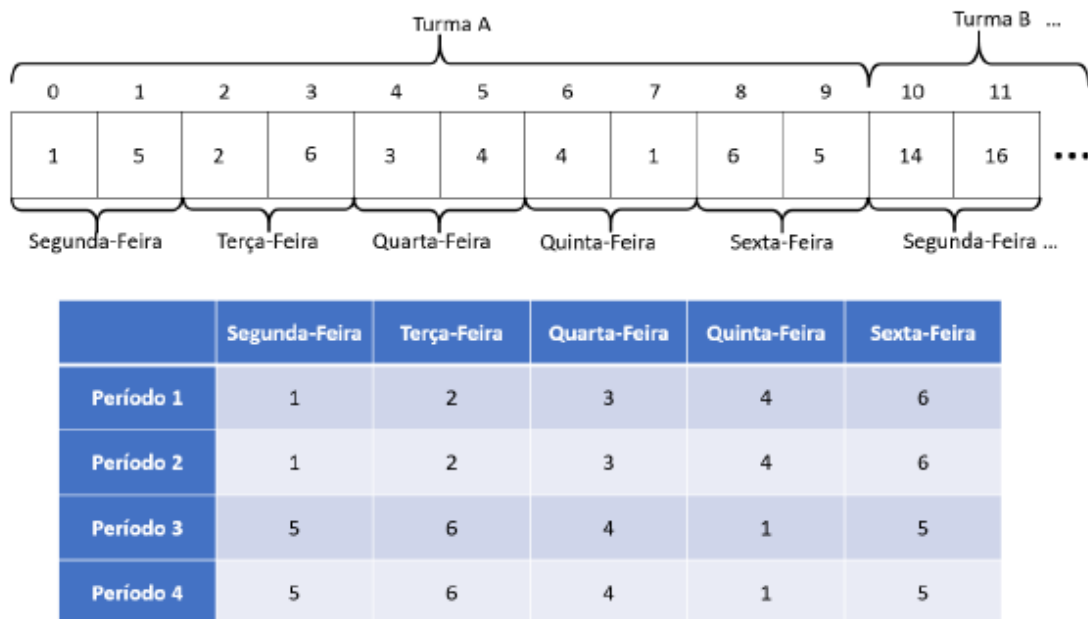 Turma A Turma B ...
0 1 2 3 4 5 6 7 8 9 10 11
1 5 2 6 3 4 4 1 6 5 14 16 ...
Segunda-Feira Terça-Feira Quarta-Feira Quinta-Feira Sexta-Feira Segunda-Feira ...
Segunda-Feira Terça-Feira Quarta-Feira Quinta-Feira Sexta-Feira
Período 1 1 2 3 4 6
Período 2 1 2 3 4 6
Período 3 5 6 4 1 5
Período 4 5 6 4 1 5